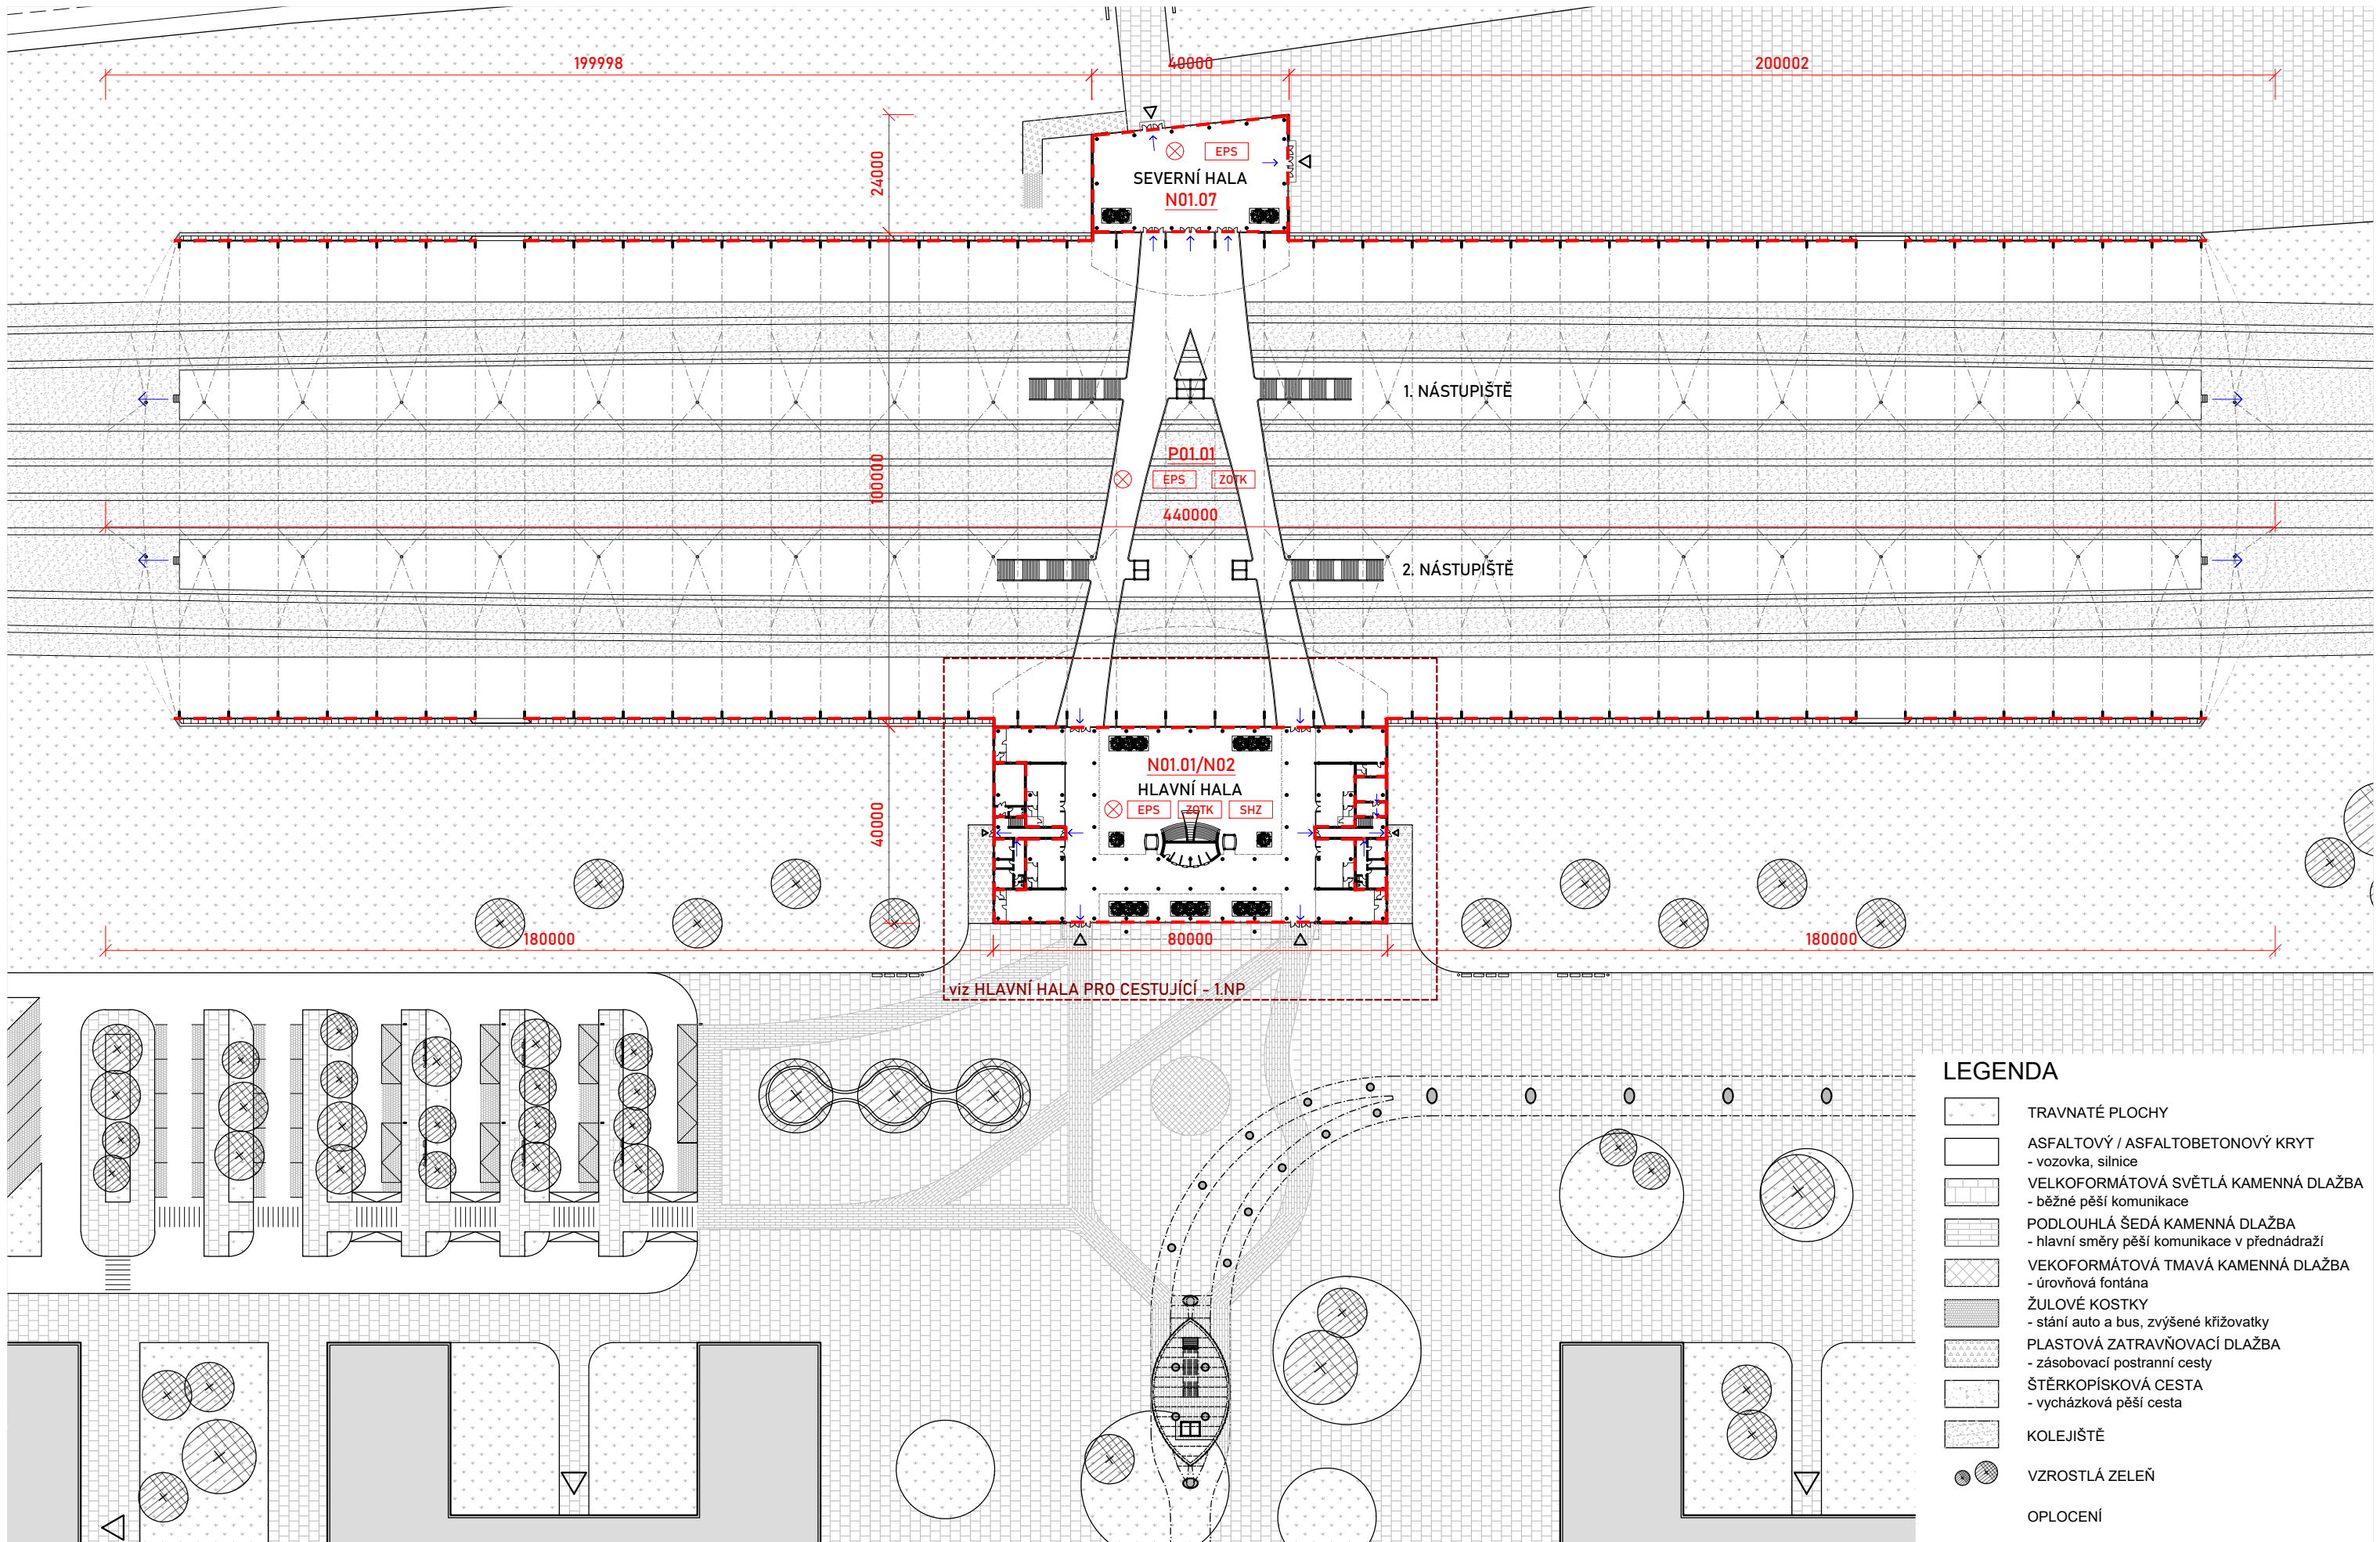 199998
40000
200002
24000
EPS
SEVERNÍ HALA
N01.07
1. NÁSTUPIŠTĚ
P01.01
EPS
ZOTK
100000
440000
2. NÁSTUPIŠTĚ
N01.01/N02
HLAVNÍ HALA
EPS
ZOTK
SHZ
40000
180000
80000
180000
viz HLAVNÍ HALA PRO CESTUJÍCÍ - 1.NP
LEGENDA
TRAVNATÉ PLOCHY
ASFALTOVÝ / ASFALTOBETONOVÝ KRYT
- vozovka, silnice
VELKOFORMÁTOVÁ SVĚTLÁ KAMENNÁ DLAŽBA
- běžné pěší komunikace
PODLOUHLÁ ŠEDÁ KAMENNÁ DLAŽBA
- hlavní směry pěší komunikace v přednádraží
VEKOFORMÁTOVÁ TMAVÁ KAMENNÁ DLAŽBA
- úrovňová fontána
ŽULOVÉ KOSTKY
- stání auto a bus, zvýšené křižovatky
PLASTOVÁ ZATRAVŇOVACÍ DLAŽBA
- zásobovací postranní cesty
ŠTĚRKOPÍSKOVÁ CESTA
- vycházková pěší cesta
KOLEJIŠTĚ
VZROSTLÁ ZELEŇ
OPLOCENÍ